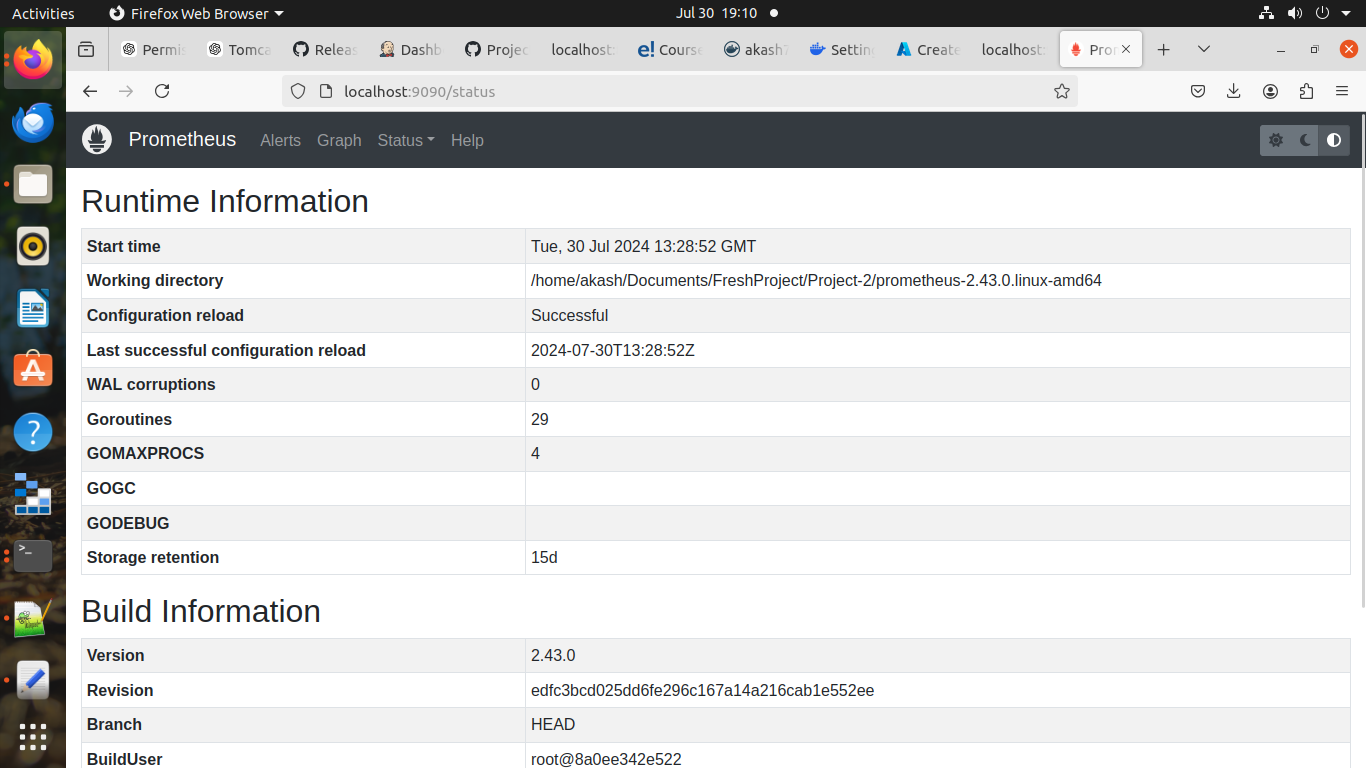 Activities Firefox Web Browser Jul 30 19:10
Permis Tomca Releas Dashb Projec localhost: Course akash7 Setting Create localhost: Pro
localhost:9090/status
Prometheus Alerts Graph Status Help
Runtime Information
Start time Tue, 30 Jul 2024 13:28:52 GMT
Working directory /home/akash/Documents/FreshProject/Project-2/prometheus-2.43.0.linux-amd64
Configuration reload Successful
Last successful configuration reload 2024-07-30T13:28:52Z
WAL corruptions 0
Goroutines 29
GOMAXPROCS 4
GOGC
GODEBUG
Storage retention 15d
Build Information
Version 2.43.0
Revision edfc3bcd025dd6fe296c167a14a216cab1e552ee
Branch HEAD
BuildUser root@8a0ee342e522